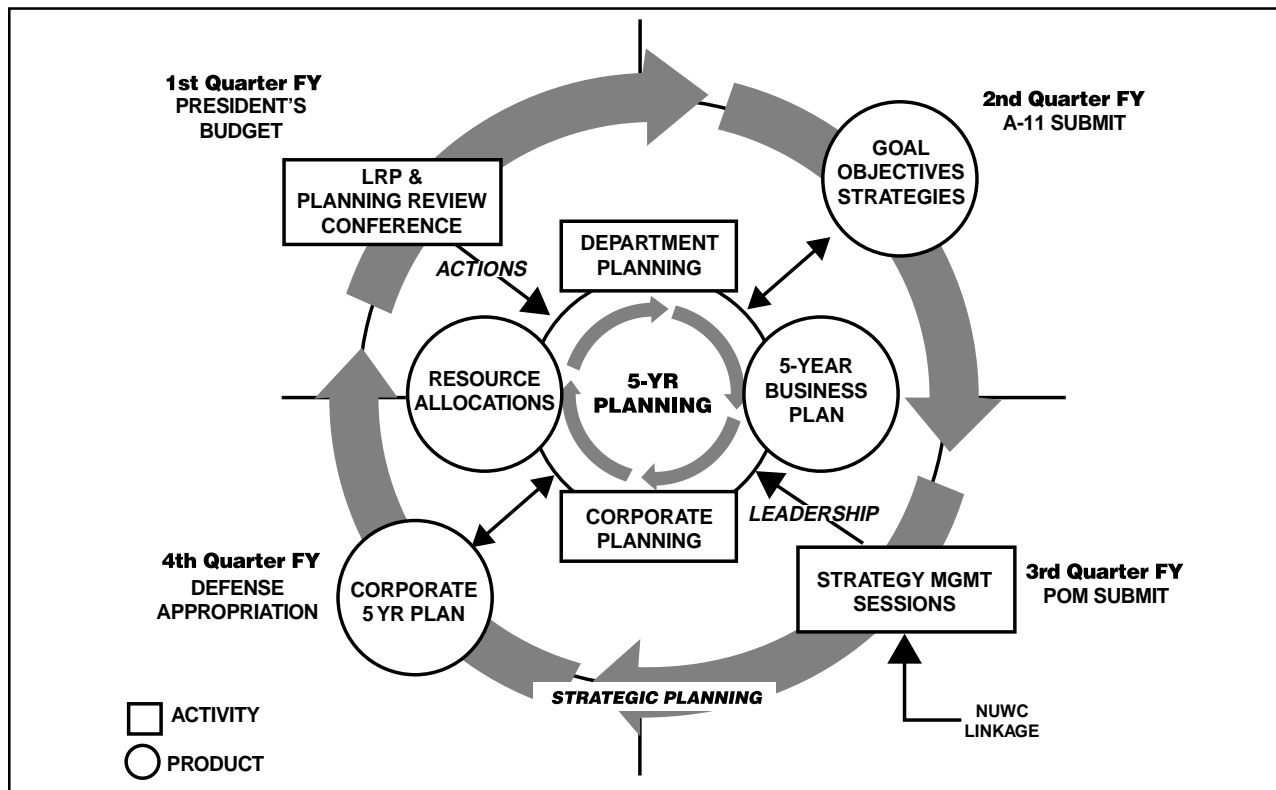 1st Quarter FY
PRESIDENT'S
BUDGET
2nd Quarter FY
A-11 SUBMIT
GOAL
OBJECTIVES
STRATEGIES
LRP &
PLANNING REVIEW
CONFERENCE
ACTIONS
DEPARTMENT
PLANNING
RESOURCE
ALLOCATIONS
5-YR
PLANNING
5-YEAR
BUSINESS
PLAN
CORPORATE
PLANNING
LEADERSHIP
4th Quarter FY
DEFENSE
APPROPRIATION
CORPORATE
5 YR PLAN
STRATEGY MGMT
SESSIONS
3rd Quarter FY
POM SUBMIT
STRATEGIC PLANNING
NUWC
LINKAGE
ACTIVITY
PRODUCT